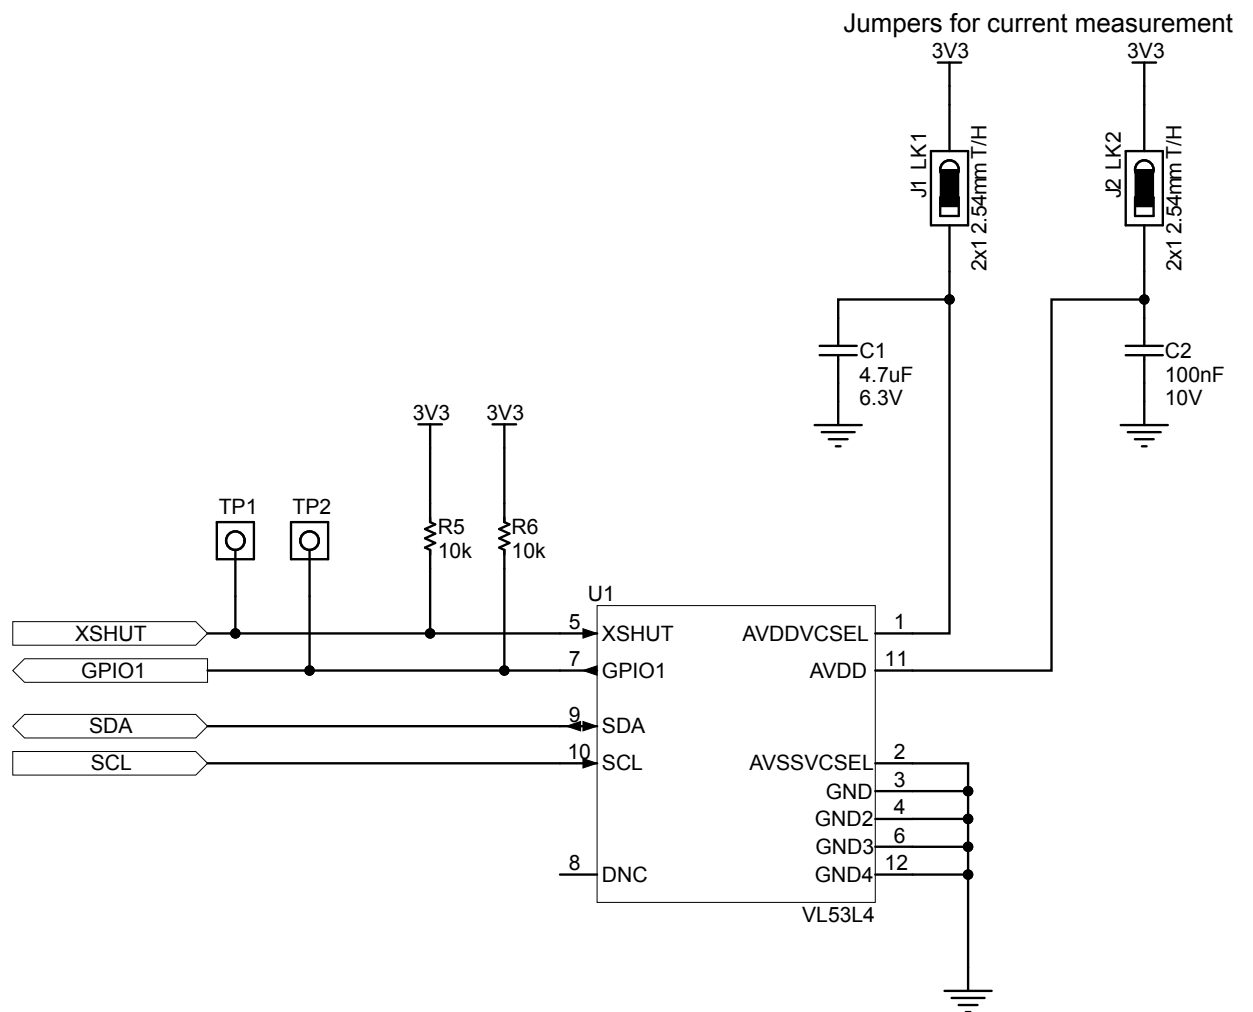 Jumpers for current measurement
3V3
3V3
J1 LK1
2x1 2.54mm T/H
J2 LK2
2x1 2.54mm T/H
C1
4.7uF
6.3V
C2
100nF
10V
3V3
3V3
TP1
TP2
R5
10k
R6
10k
U1
XSHUT
5
XSHUT
AVDDVCSEL
1
GPIO1
7
GPIO1
AVDD
11
SDA
9
SDA
SCL
10
SCL
AVSSVCSEL
2
GND
3
GND2
4
GND3
6
8
DNC
GND4
12
VL53L4